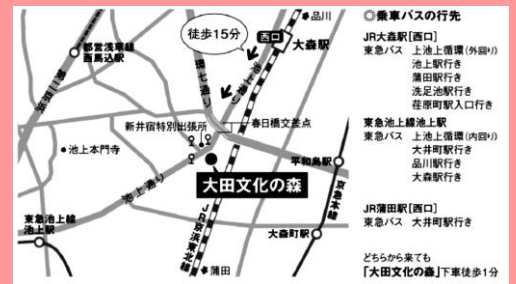 品川
徒歩15分
西口
大森駅
都営浅草線
西馬込駅
第二京浜
環七通り
池上通り
新井宿特別出張所
春日橋交差点
池上本門寺
平和島駅
大田文化の森
池上通り
京急本線
東急池上線
池上駅
JR京浜東北線
大森町駅
蒲田
◎乗車バスの行先
JR大森駅[西口]
東急バス 上池上循環(外回り)
池上駅行き
蒲田駅行き
洗足池駅行き
荏原町駅入口行き
東急池上線池上駅
東急バス 上池上循環(内回り)
大井町駅行き
品川駅行き
大森駅行き
JR蒲田駅[西口]
東急バス 大井町駅行き
どちらから来ても
「大田文化の森」下車徒歩1分